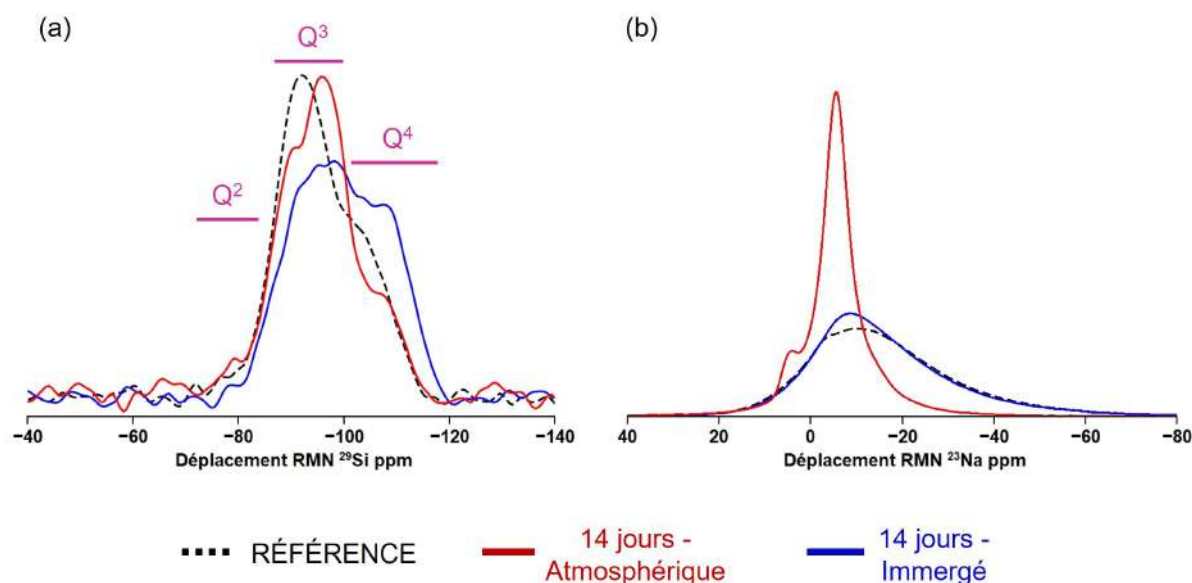 (a)
Q³
Q⁴
Q²
−40
−60
−80
−100
−120
−140
Déplacement RMN ²⁹Si ppm
(b)
40
20
0
−20
−40
−60
−80
Déplacement RMN ²³Na ppm
RÉFÉRENCE
14 jours -
Atmosphérique
14 jours -
Immergé